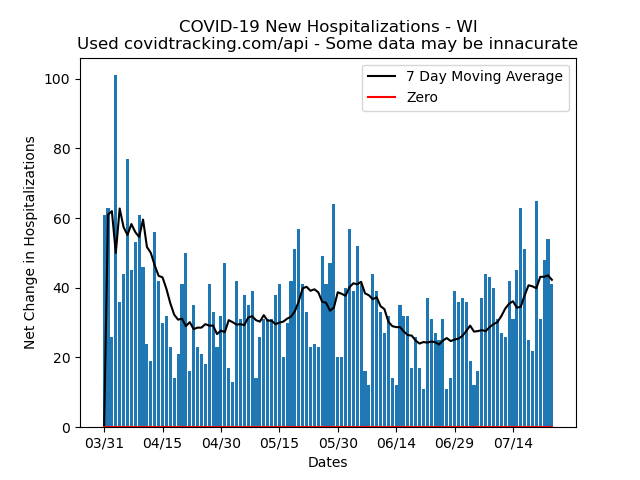 COVID-19 New Hospitalizations - WI
Used covidtracking.com/api - Some data may be innacurate
7 Day Moving Average
Zero
Net Change in Hospitalizations
100
80
60
40
20
0
03/31 04/15 04/30 05/15 05/30 06/14 06/29 07/14
Dates